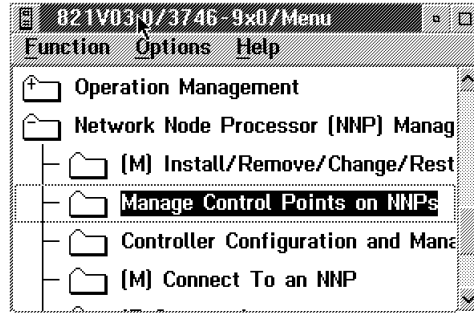 821V03.0/3746-9x0/Menu
Function Options Help
Operation Management
Network Node Processor (NNP) Manag
(M) Install/Remove/Change/Rest
Manage Control Points on NNPs
Controller Configuration and Mana
(M) Connect To an NNP